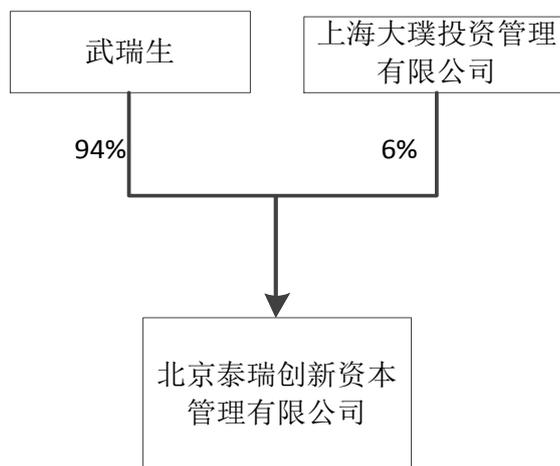 武瑞生
上海大璞投资管理
有限公司
94%
6%
北京泰瑞创新资本
管理有限公司